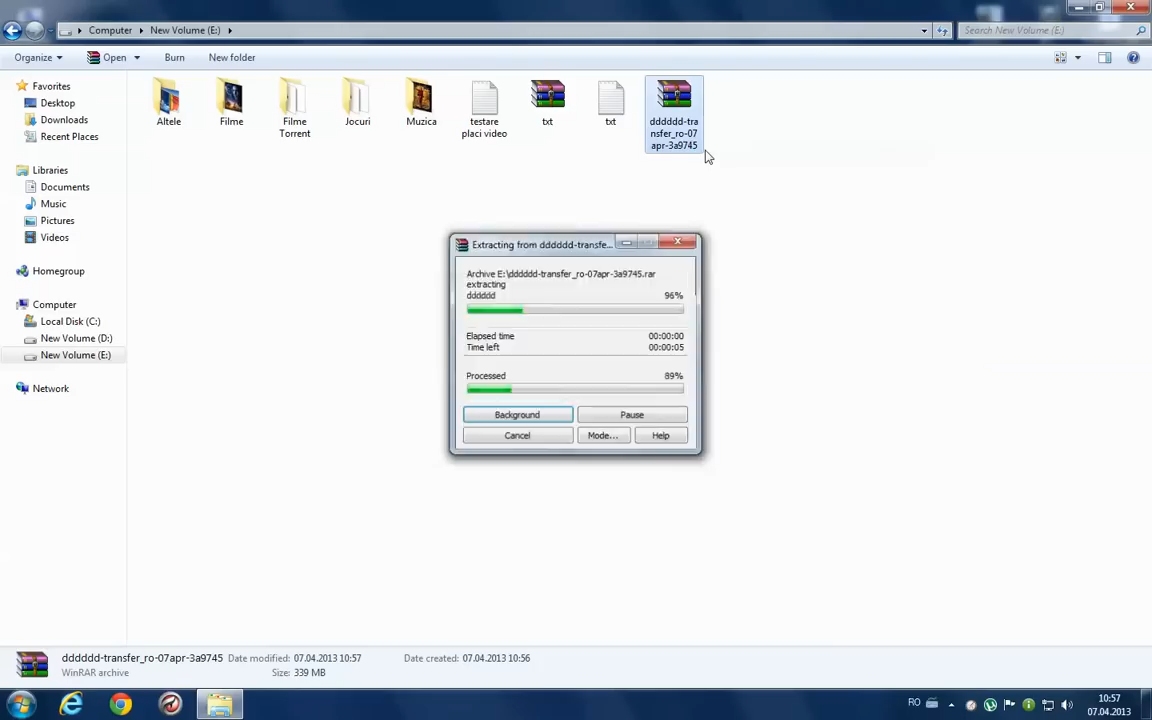 Computer New Volume (E:)
Search New Volume (E:)
Organize Open Burn New folder
Favorites
Desktop
Downloads
Recent Places
Libraries
Documents
Music
Pictures
Videos
Homegroup
Computer
Local Disk (C:)
New Volume (D:)
New Volume (E:)
Network
Altele
Filme
Filme
Torrent
Jocuri
Muzica
testare
placi video
txt
txt
dddddd-tra
nsfer_ro-07
apr-3a9745
Extracting from dddddd-transfe...
Archive E:\dddddd-transfer_ro-07apr-3a9745.rar
extracting
dddddd 96%
Elapsed time 00:00:00
Time left 00:00:05
Processed 89%
Background Pause
Cancel Mode... Help
dddddd-transfer_ro-07apr-3a9745 Date modified: 07.04.2013 10:57 Date created: 07.04.2013 10:56
WinRAR archive Size: 339 MB
RO
10:57
07.04.2013